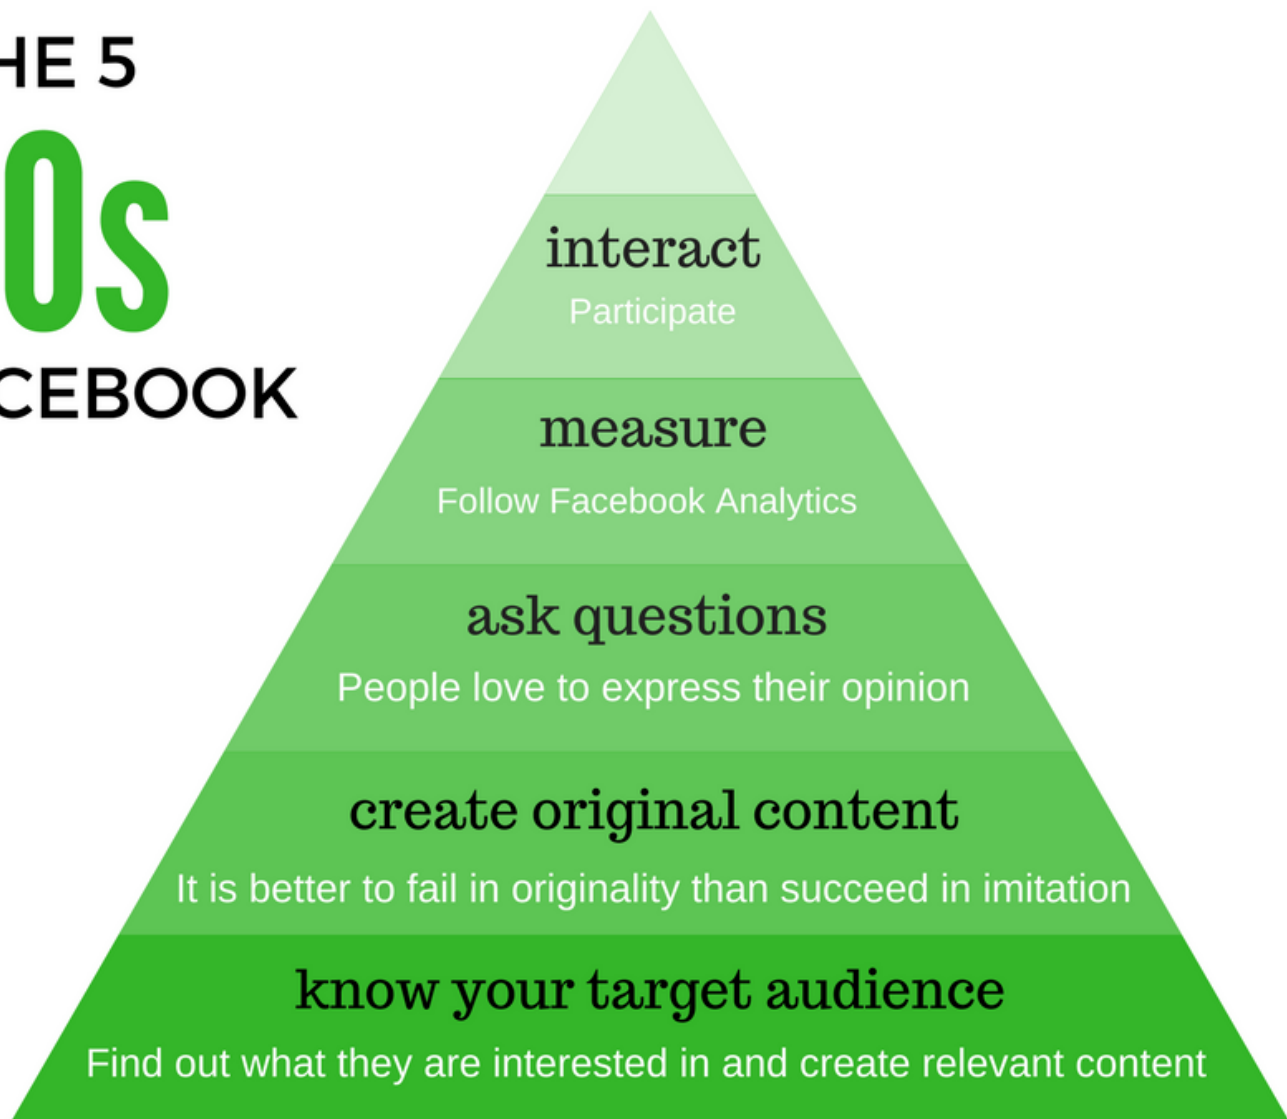 HE 5
Os
CEBOOK
interact
Participate
measure
Follow Facebook Analytics
ask questions
People love to express their opinion
create original content
It is better to fail in originality than succeed in imitation
know your target audience
Find out what they are interested in and create relevant content